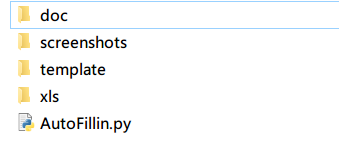 doc
screenshots
template
xls
AutoFillin.py